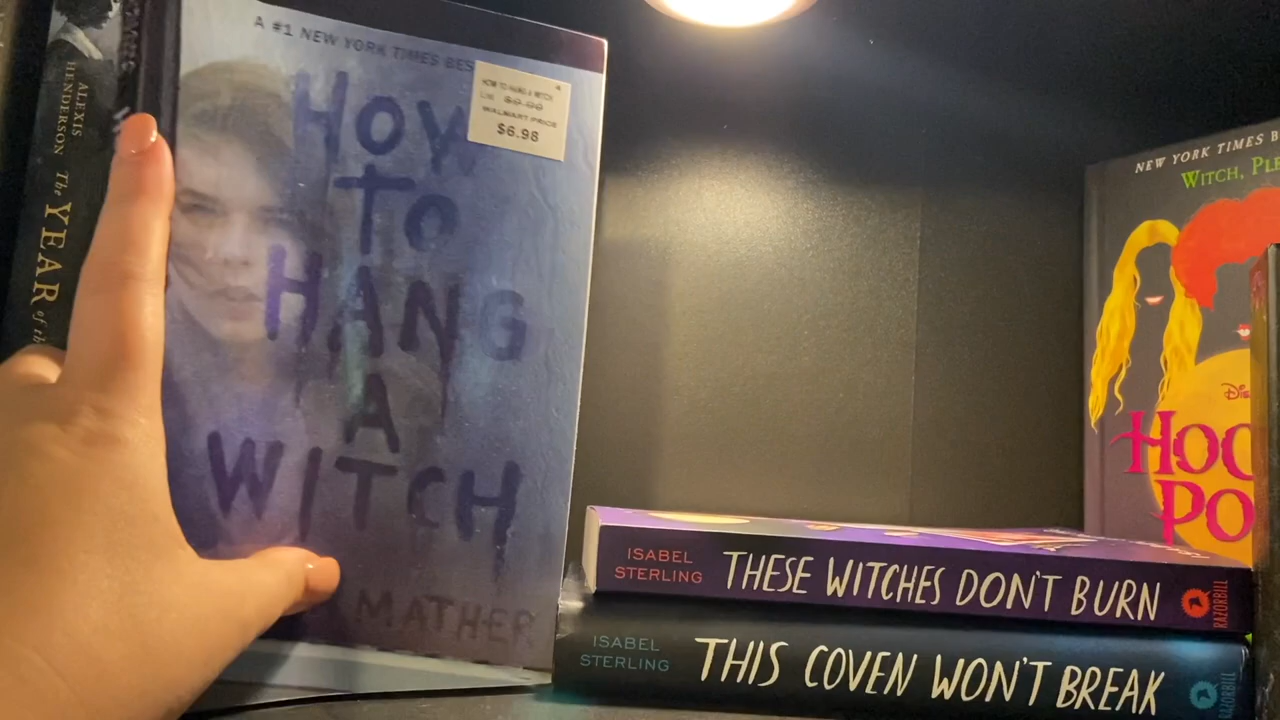 ALEXIS
HENDERSON
The YEAR of th
A #1 NEW YORK TIMES BES
HOW TO HANG A WITCH
WALMART PRICE
$6.98
HOW
TO
HANG
A
WITCH
MATHER
ISABEL
STERLING
THESE WITCHES DON'T BURN
RAZORBILL
ISABEL
STERLING
THIS COVEN WON'T BREAK
RAZORBILL
NEW YORK TIMES B
WITCH, PLE
DIS
HOC
PO